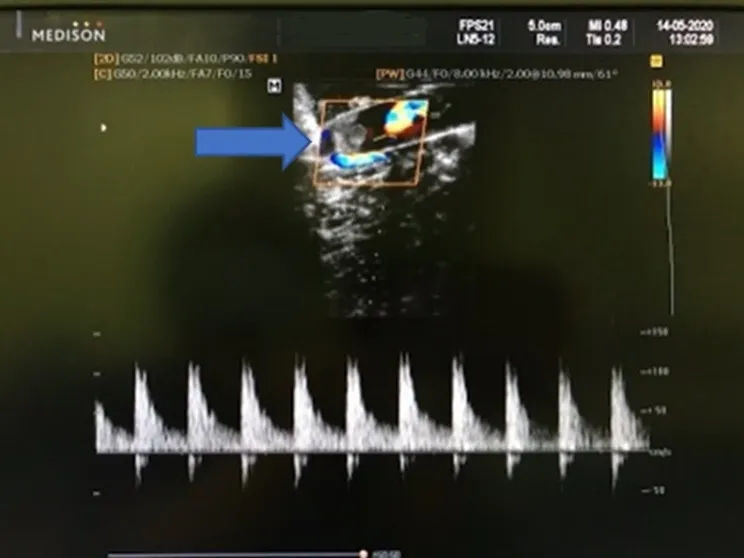 MEDISON
FPS21 5.0cm MI 0.48 14-05-2020
LN5-12 Res. TIs 0.2 13:02:59
[2D] G52/102dB/FA10/P90/FSI 1
[C] G50/2.00kHz/FA7/F0/15
[PW] G44/F0/8.00kHz/2.00@10.98mm/61°
M
+150
+100
+50
cm/s
-50